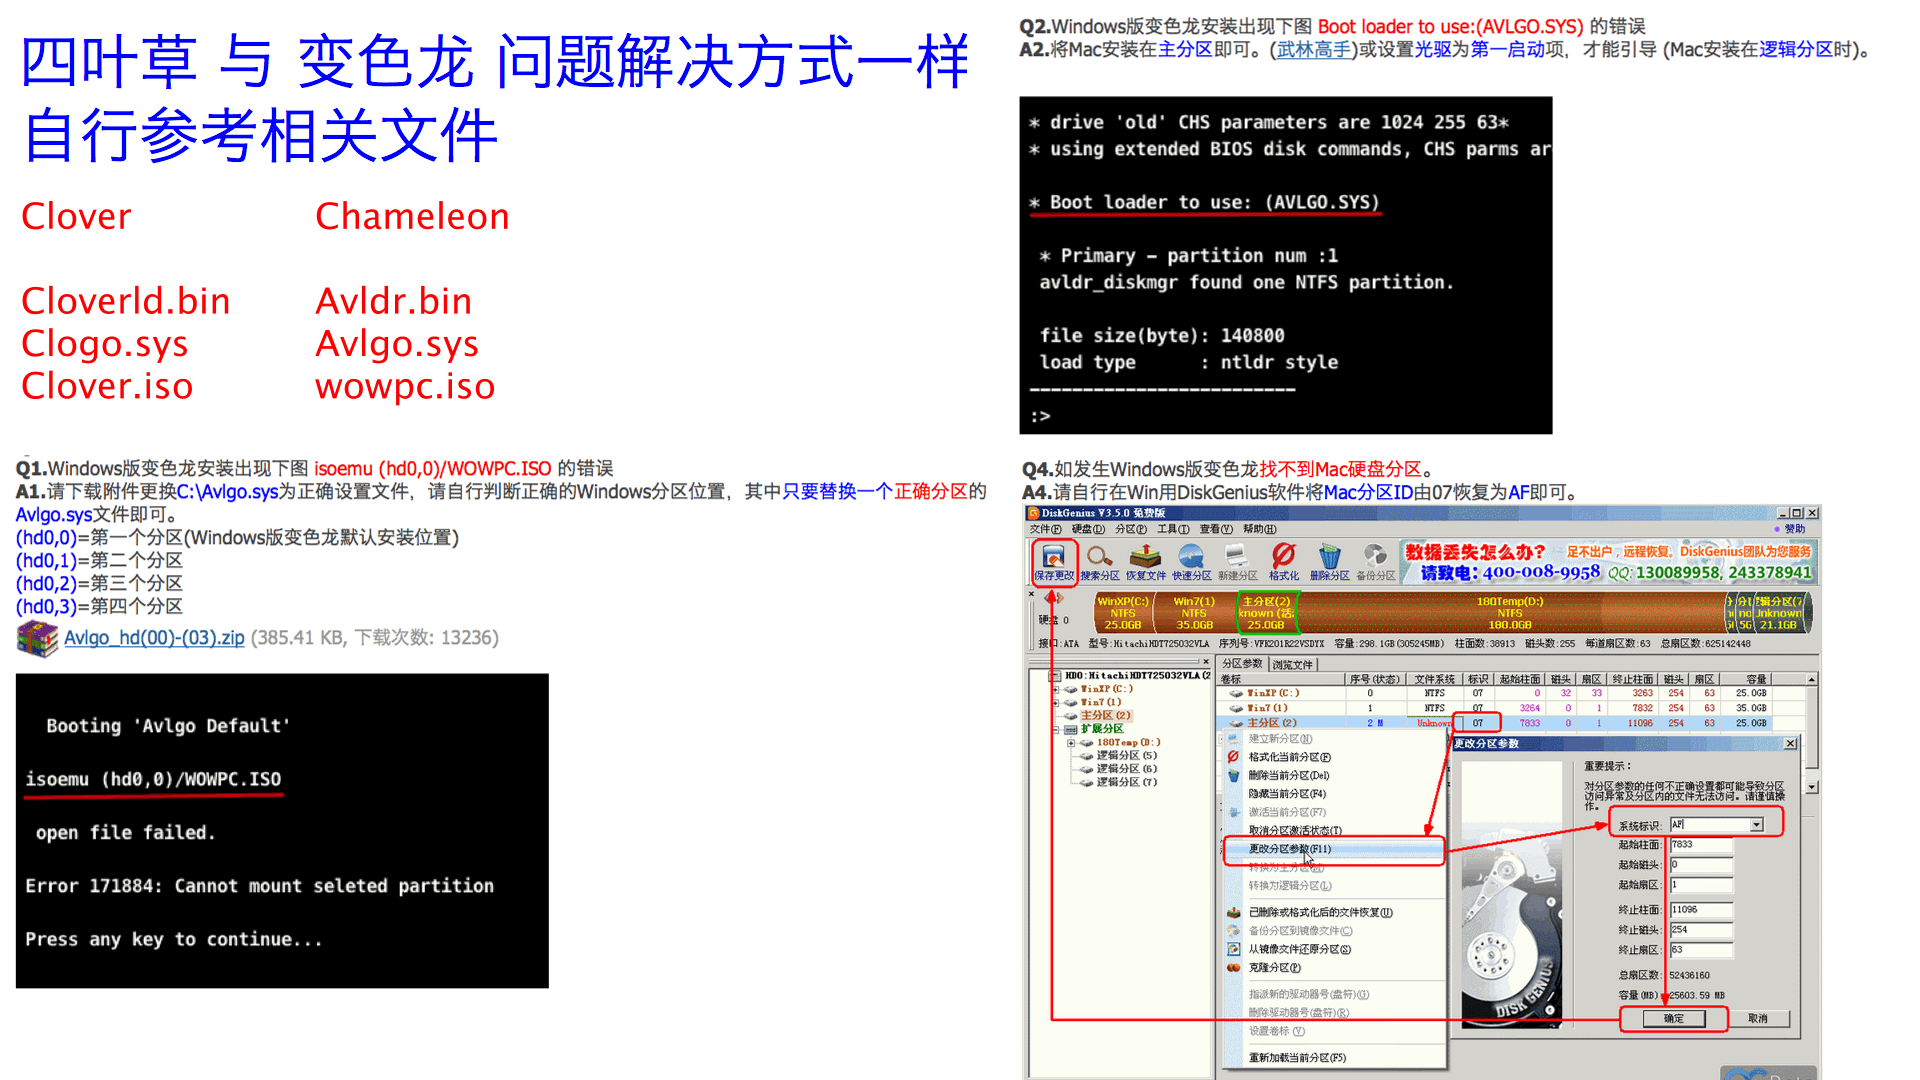 四叶草 与 变色龙 问题解决方式一样
自行参考相关文件
Clover Chameleon
Cloverld.bin Avldr.bin
Clogo.sys Avlgo.sys
Clover.iso wowpc.iso
Q1.Windows版变色龙安装出现下图 isoemu (hd0,0)/WOWPC.ISO 的错误
A1.请下载附件更换C:\Avlgo.sys为正确设置文件，请自行判断正确的Windows分区位置，其中只要替换一个正确分区的
Avlgo.sys文件即可。
(hd0,0)=第一个分区(Windows版变色龙默认安装位置)
(hd0,1)=第二个分区
(hd0,2)=第三个分区
(hd0,3)=第四个分区
Avlgo_hd(00)-(03).zip (385.41 KB, 下载次数: 13236)
Booting 'Avlgo Default'
isoemu (hd0,0)/WOWPC.ISO
open file failed.
Error 171884: Cannot mount seleted partition
Press any key to continue...
Q2.Windows版变色龙安装出现下图 Boot loader to use:(AVLGO.SYS) 的错误
A2.将Mac安装在主分区即可。(武林高手)或设置光驱为第一启动项，才能引导 (Mac安装在逻辑分区时)。
* drive 'old' CHS parameters are 1024 255 63*
* using extended BIOS disk commands, CHS parms ar
* Boot loader to use: (AVLGO.SYS)
* Primary - partition num :1
avldr_diskmgr found one NTFS partition.
file size(byte): 140800
load type : ntldr style
-------------------------
:>
Q4.如发生Windows版变色龙找不到Mac硬盘分区。
A4.请自行在Win用DiskGenius软件将Mac分区ID由07恢复为AF即可。
DiskGenius V3.5.0 免费版
文件(F) 硬盘(D) 分区(P) 工具(T) 查看(V) 帮助(H) 赞助
保存更改 搜索分区 恢复文件 快速分区 新建分区 格式化 删除分区 备份分区
数据丢失怎么办? 足不出户，远程恢复。DiskGenius团队为您服务
请致电: 400-008-9958 QQ: 130089958, 243378941
WinXP(C:) Win7(1) 主分区(2) 180Temp(D:)
NTFS NTFS known (活 NTFS Unknown
25.0GB 35.0GB 25.0GB 180.0GB 21.1GB
硬盘 0
接口:ATA 型号:HitachiHDT725032VLA 序列号:VFK201R22VSDYX 容量:298.1GB(305245MB) 柱面数:38913 磁头数:255 每道扇区数:63 总扇区数:625142448
HD0:HitachiHDT725032VLA(2
WinXP(C:)
Win7(1)
主分区(2)
扩展分区
180Temp(D:)
逻辑分区(5)
逻辑分区(6)
逻辑分区(7)
分区参数 浏览文件
卷标 序号(状态) 文件系统 标识 起始柱面 磁头 扇区 终止柱面 磁头 扇区 容量
WinXP(C:) 0 NTFS 07 0 32 33 3263 254 63 25.0GB
Win7(1) 1 NTFS 07 3264 0 1 7832 254 63 35.0GB
主分区(2) 2 M Unknown 07 7833 0 1 11096 254 63 25.0GB
建立新分区(N)
格式化当前分区(F)
删除当前分区(Del)
隐藏当前分区(F4)
激活当前分区(F7)
取消分区激活状态(T)
更改分区参数(F11)
转换为主分区(M)
转换为逻辑分区(L)
已删除或格式化后的文件恢复(U)
备份分区到镜像文件(C)
从镜像文件还原分区(S)
克隆分区(P)
指派新的驱动器号(盘符)(G)
删除驱动器号(盘符)(R)
设置卷标 (V)
重新加载当前分区(F5)
更改分区参数
重要提示：
对分区参数的任何不正确设置都可能导致分区
访问异常及分区内的文件无法访问。请谨慎操
作。
系统标识: AF
起始柱面: 7833
起始磁头: 0
起始扇区: 1
终止柱面: 11096
终止磁头: 254
终止扇区: 63
总扇区数: 52436160
容量(MB): 25603.59 MB
确定 取消
DISK GENIUS